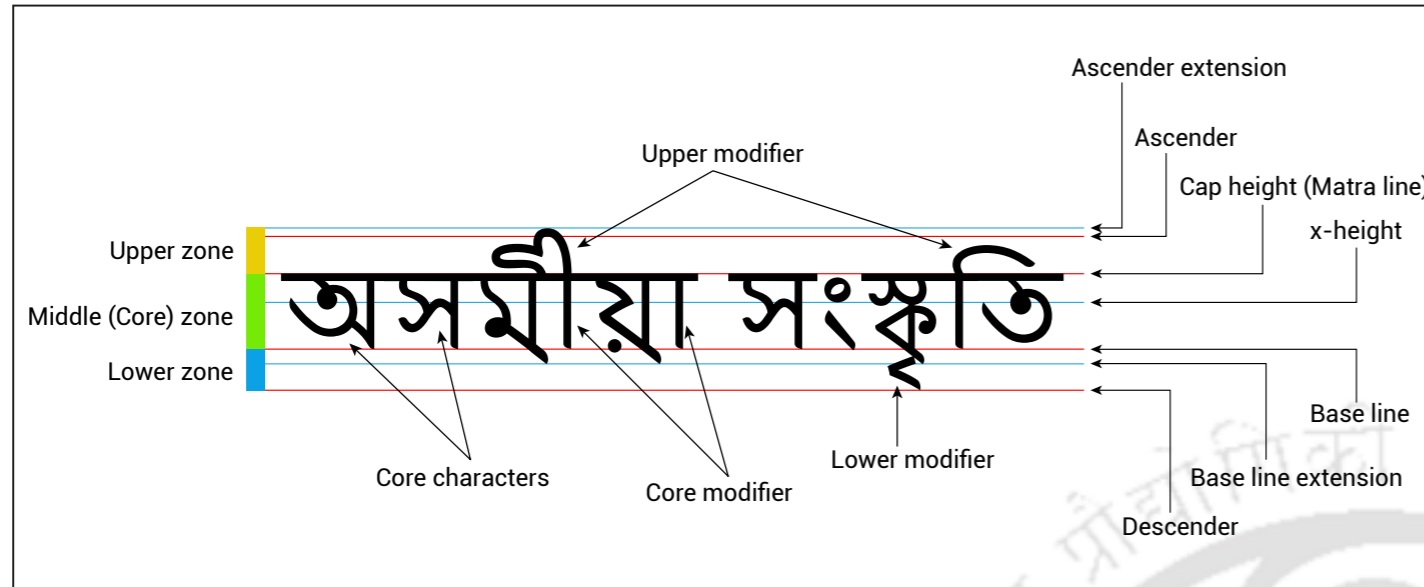 Ascender extension
Ascender
Upper modifier
Cap height (Matra line)
x-height
Upper zone
অসমীয়া সংস্কৃতি
Middle (Core) zone
Lower zone
Base line
Lower modifier
Core characters
Core modifier
Base line extension
Descender
प्रौद्योगिकी